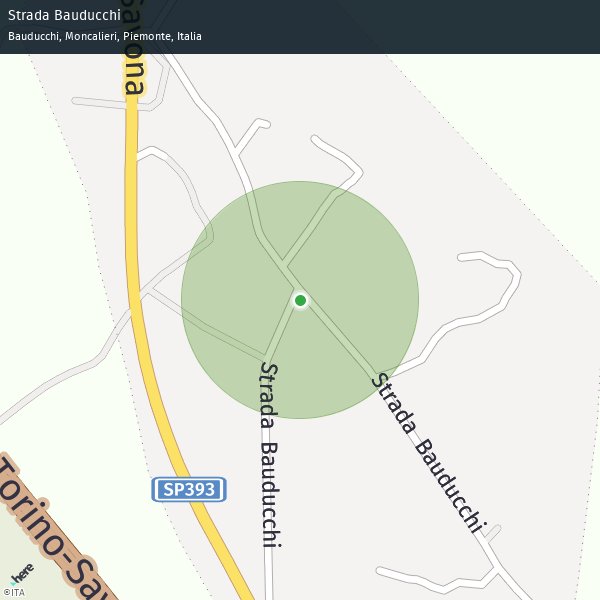 Strada Bauducchi
Bauducchi, Moncalieri, Piemonte, Italia
Savona
Strada Bauducchi
Strada Bauducchi
SP393
Torino-Sav
here
©ITA